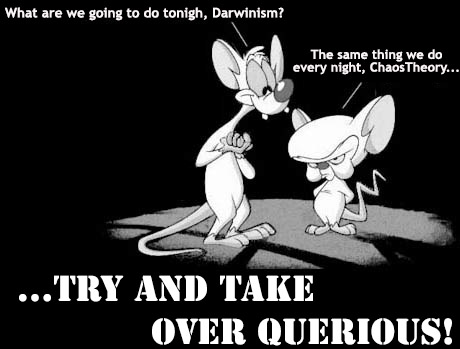 What are we going to do tonigh, Darwinism?
The same thing we do
every night, ChaosTheory...
...TRY AND TAKE
OVER QUERIOUS!